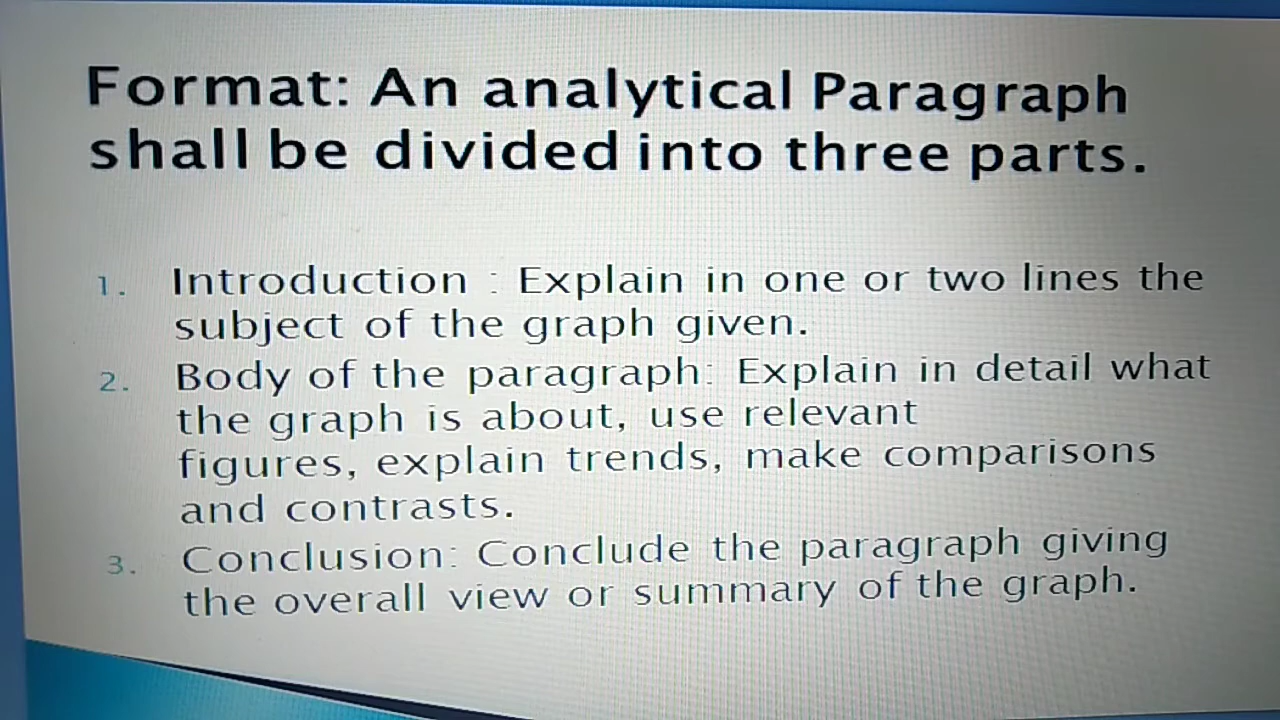 Format: An analytical Paragraph
shall be divided into three parts.
1. Introduction : Explain in one or two lines the
subject of the graph given.
2. Body of the paragraph: Explain in detail what
the graph is about, use relevant
figures, explain trends, make comparisons
and contrasts.
3. Conclusion: Conclude the paragraph giving
the overall view or summary of the graph.